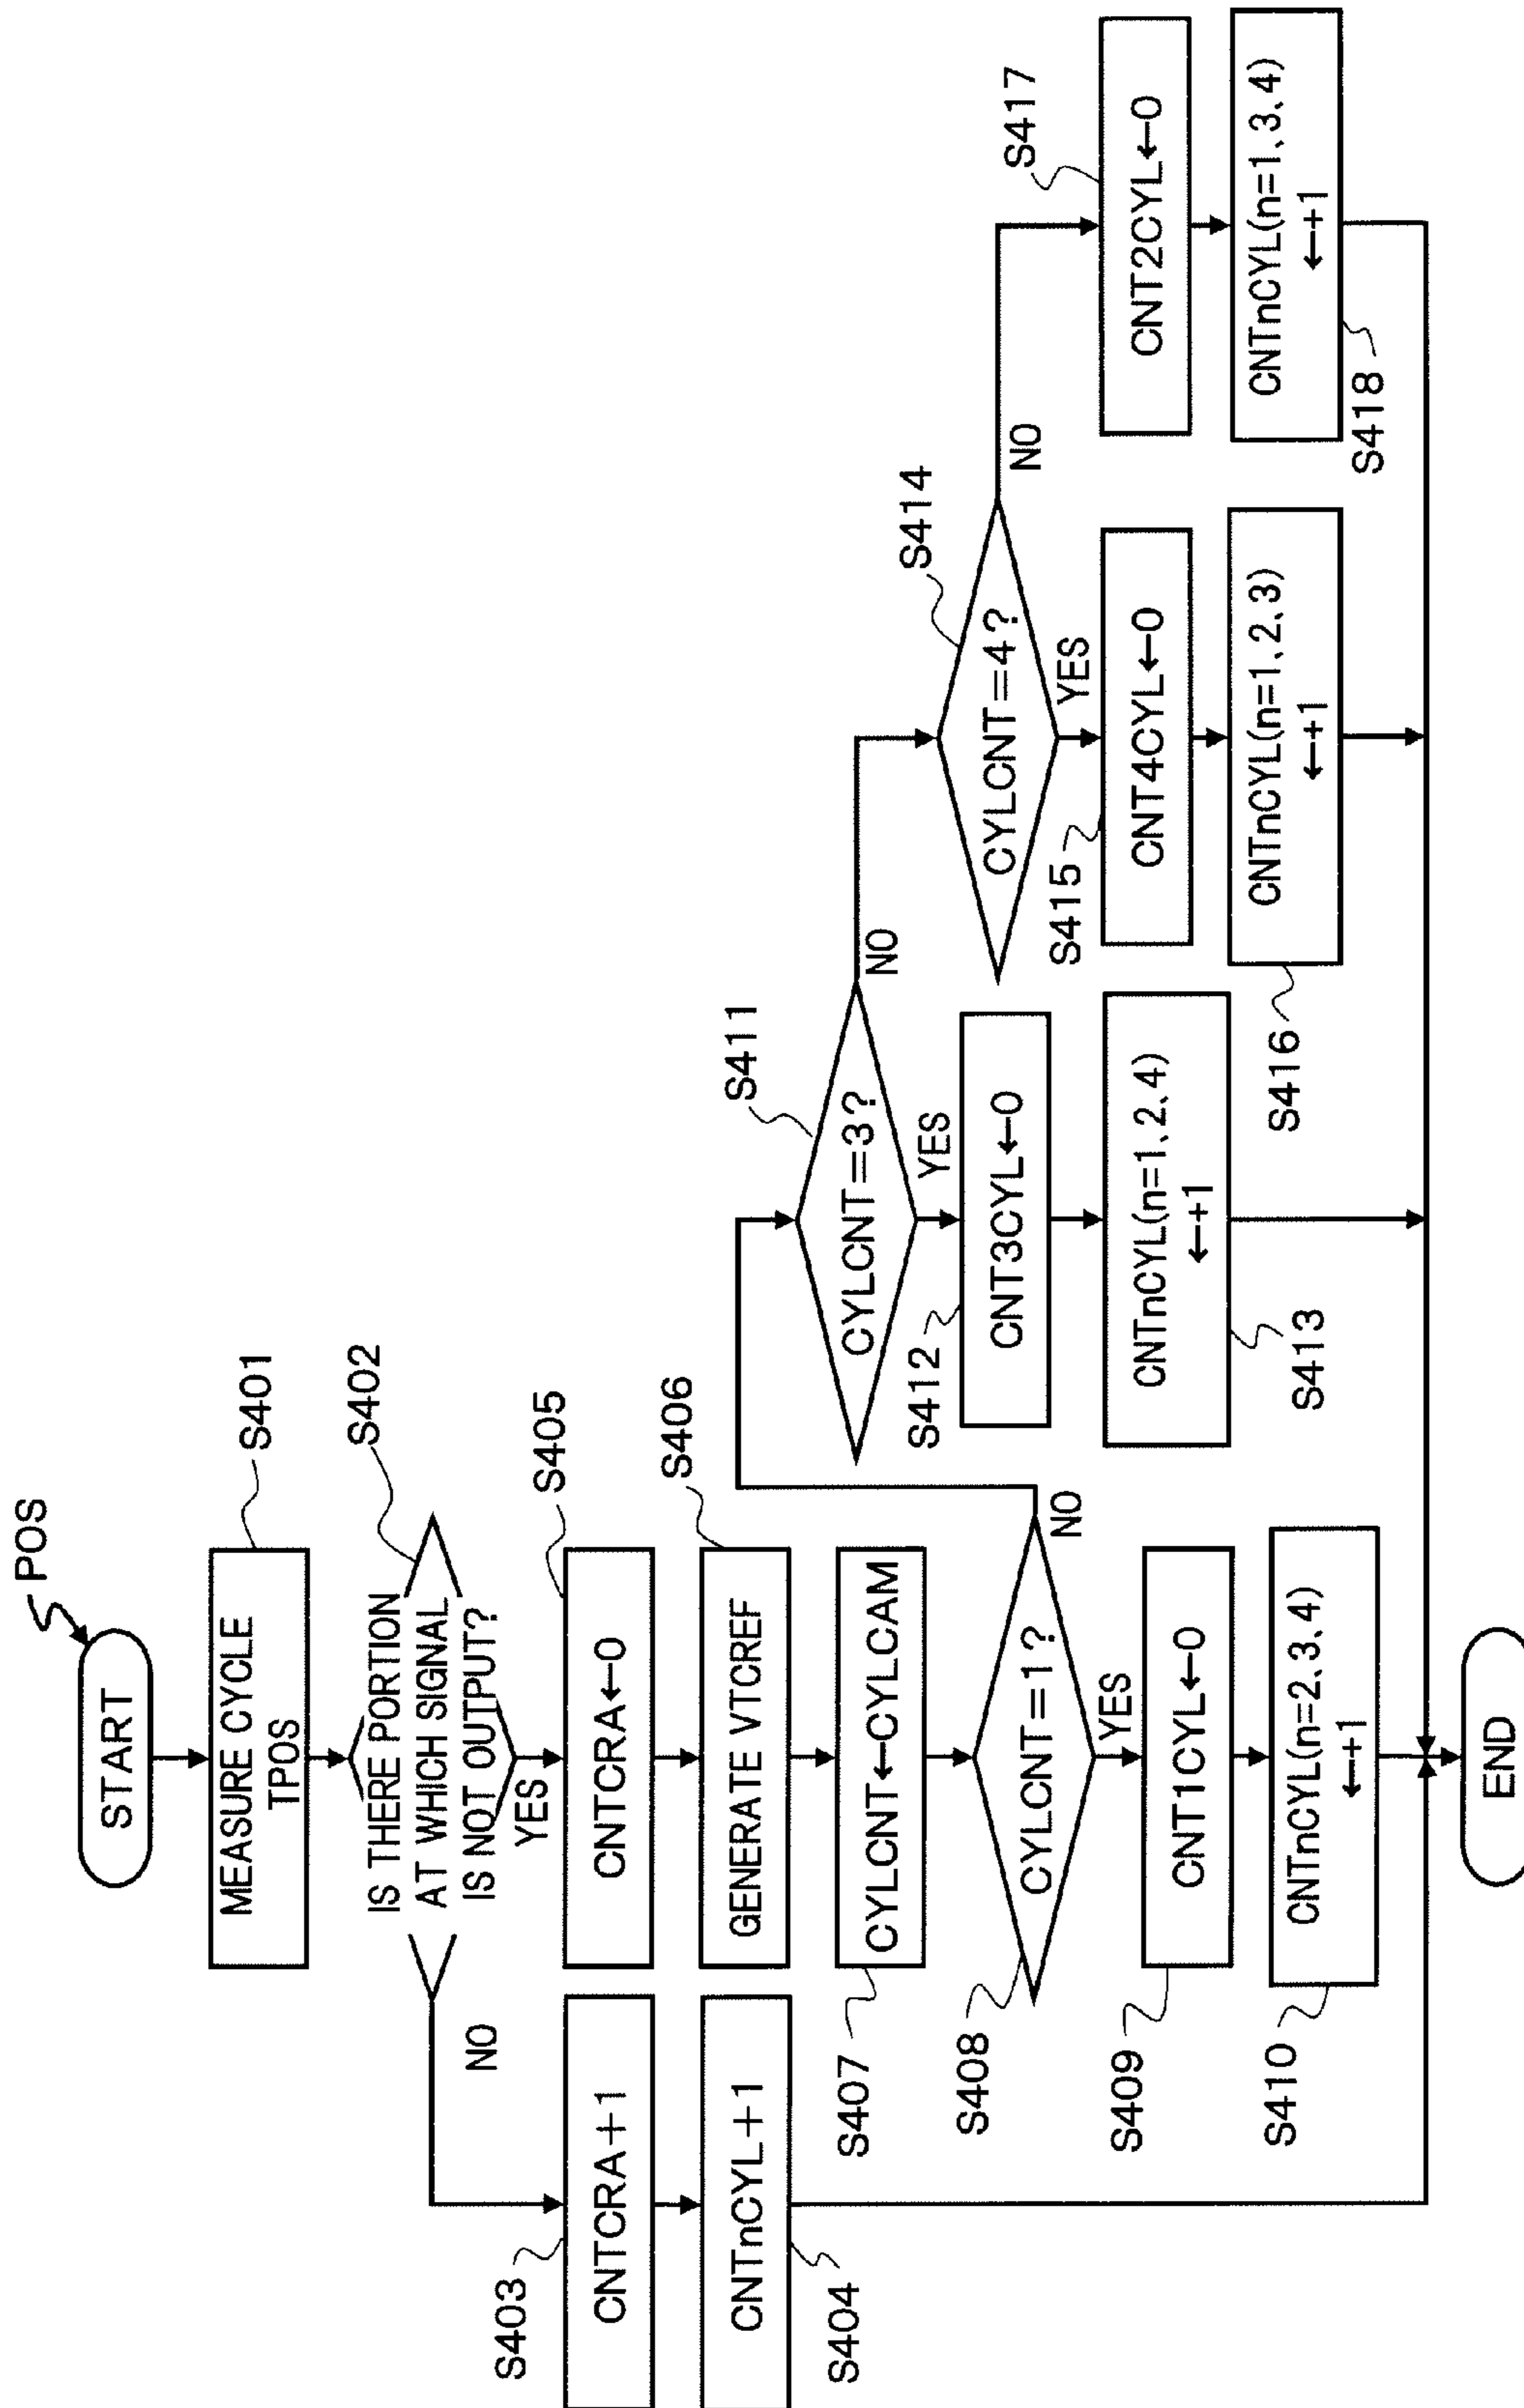 POS
START
S401
MEASURE CYCLE
TPOS
S402
IS THERE PORTION
AT WHICH SIGNAL
IS NOT OUTPUT?
NO
YES
S403
CNTCRA+1
S404
CNTnCYL+1
S405
CNTCRA←0
S406
GENERATE VTCREF
S407
CYLCNT←CYLCAM
S408
CYLCNT=1?
NO
YES
S409
CNT1CYL←0
S410
CNTnCYL(n=2、3、4)
←+1
S411
CYLCNT=3?
NO
YES
S412
CNT3CYL←0
S413
CNTnCYL(n=1、2、4)
←+1
S414
CYLCNT=4?
NO
YES
S415
CNT4CYL←0
S416
CNTnCYL(n=1、2、3)
←+1
S417
CNT2CYL←0
S418
CNTnCYL(n=1、3、4)
←+1
END